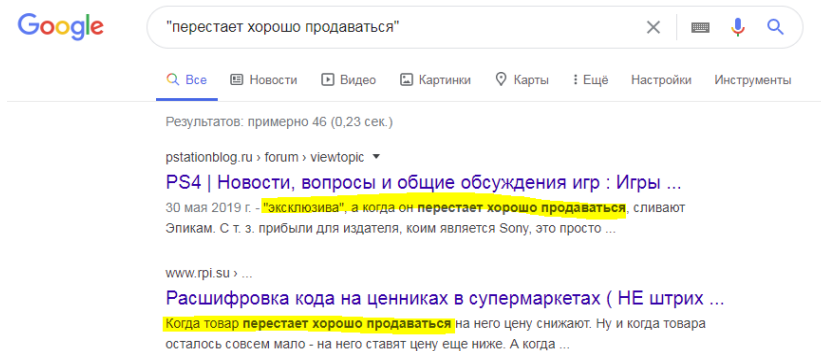 Google "перестает хорошо продаваться"
Все Новости Видео Картинки Карты Ещё Настройки Инструменты
Результатов: примерно 46 (0,23 сек.)
pstationblog.ru › forum › viewtopic
PS4 | Новости, вопросы и общие обсуждения игр : Игры ...
30 мая 2019 г. - "эксклюзива", а когда он перестает хорошо продаваться, сливают
Эпикам. С т. з. прибыли для издателя, коим является Sony, это просто ...
www.rpi.su › ...
Расшифровка кода на ценниках в супермаркетах ( НЕ штрих ...
Когда товар перестает хорошо продаваться на него цену снижают. Ну и когда товара
осталось совсем мало - на него ставят цену еще ниже. А когда ...